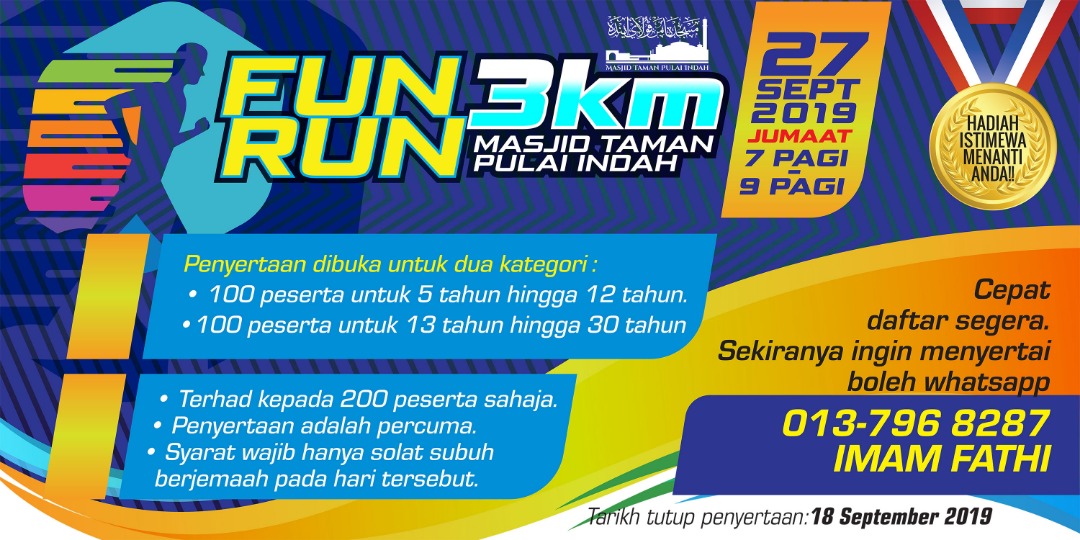 مسجد تامن ڤولاي اينده
MASJID TAMAN PULAI INDAH
FUN
RUN
3km
MASJID TAMAN
PULAI INDAH
27
SEPT
2019
JUMAAT
7 PAGI
-
9 PAGI
HADIAH
ISTIMEWA
MENANTI
ANDA!!
Penyertaan dibuka untuk dua kategori :
• 100 peserta untuk 5 tahun hingga 12 tahun.
• 100 peserta untuk 13 tahun hingga 30 tahun
• Terhad kepada 200 peserta sahaja.
• Penyertaan adalah percuma.
• Syarat wajib hanya solat subuh
berjemaah pada hari tersebut.
Cepat
daftar segera.
Sekiranya ingin menyertai
boleh whatsapp
013-796 8287
IMAM FATHI
Tarikh tutup penyertaan:18 September 2019